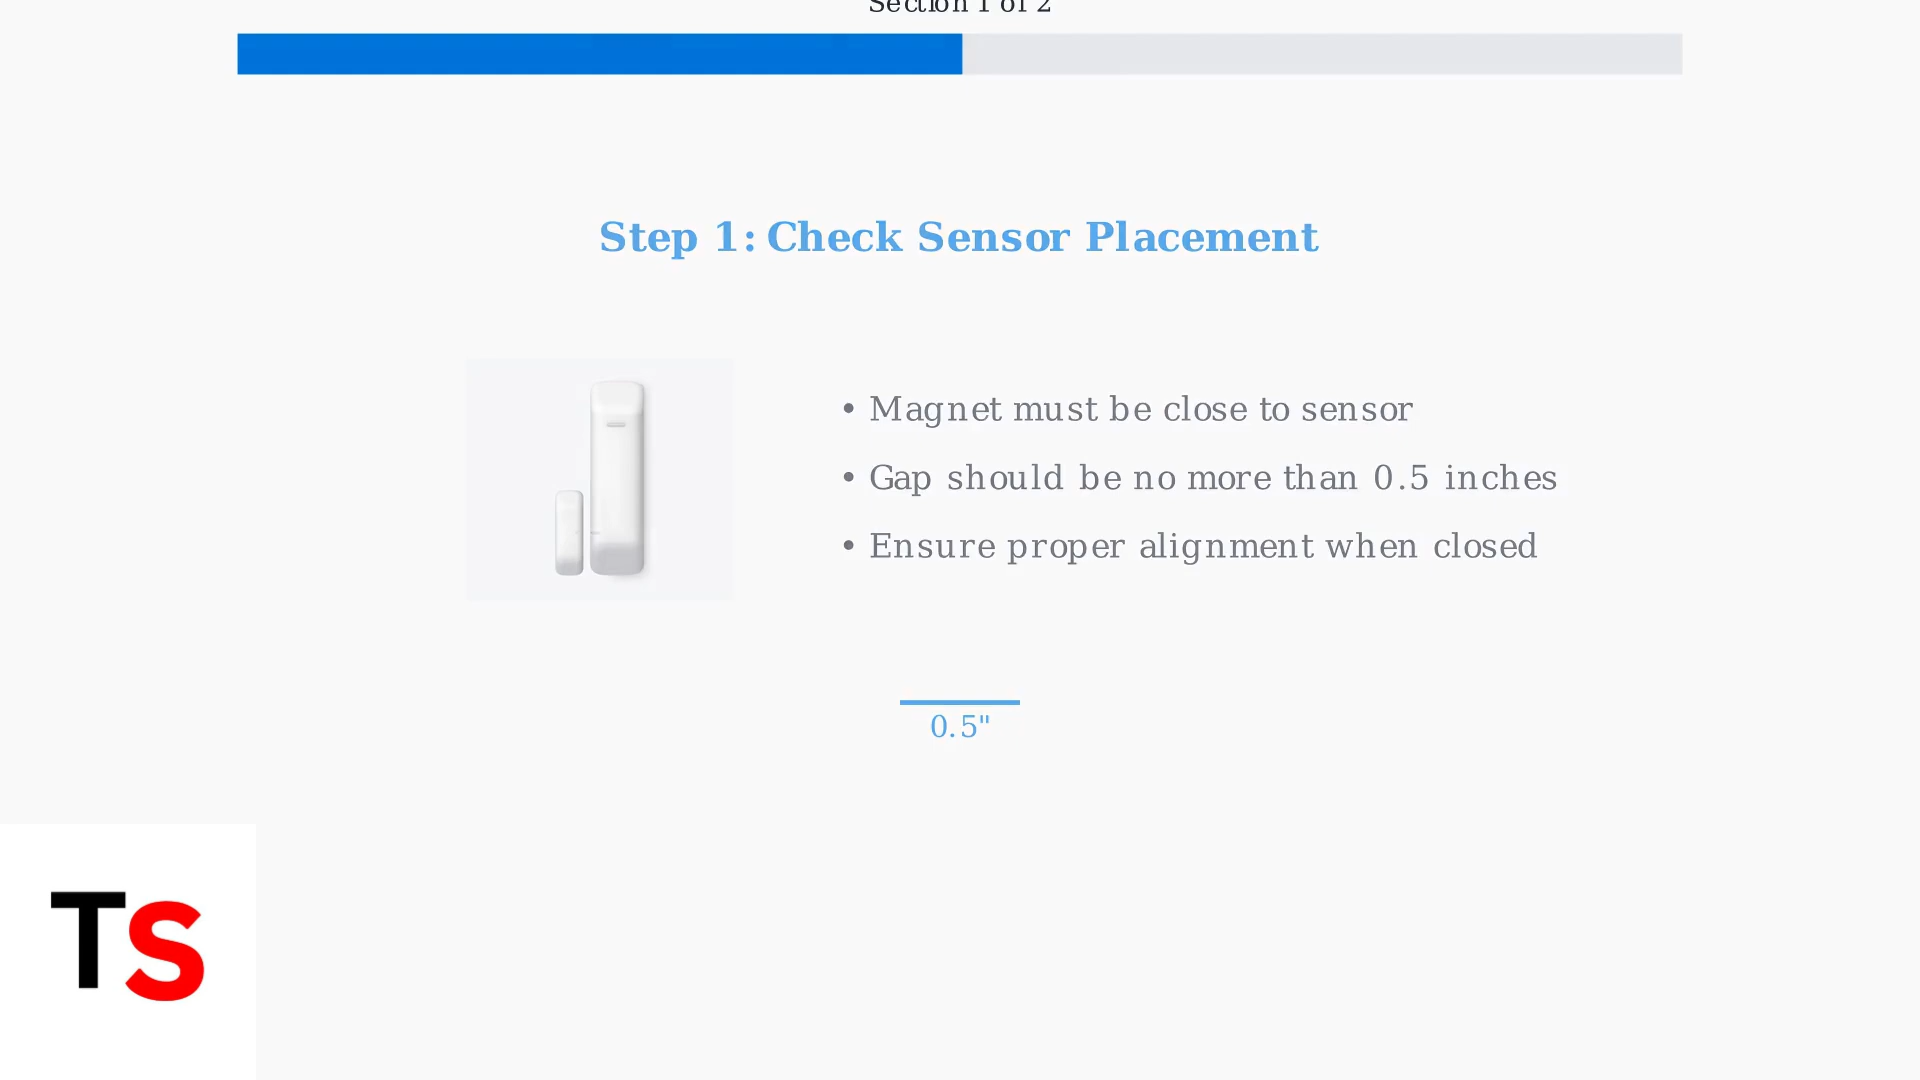 Section 1 of 2
Step 1: Check Sensor Placement
• Magnet must be close to sensor
• Gap should be no more than 0.5 inches
• Ensure proper alignment when closed
0.5"
TS